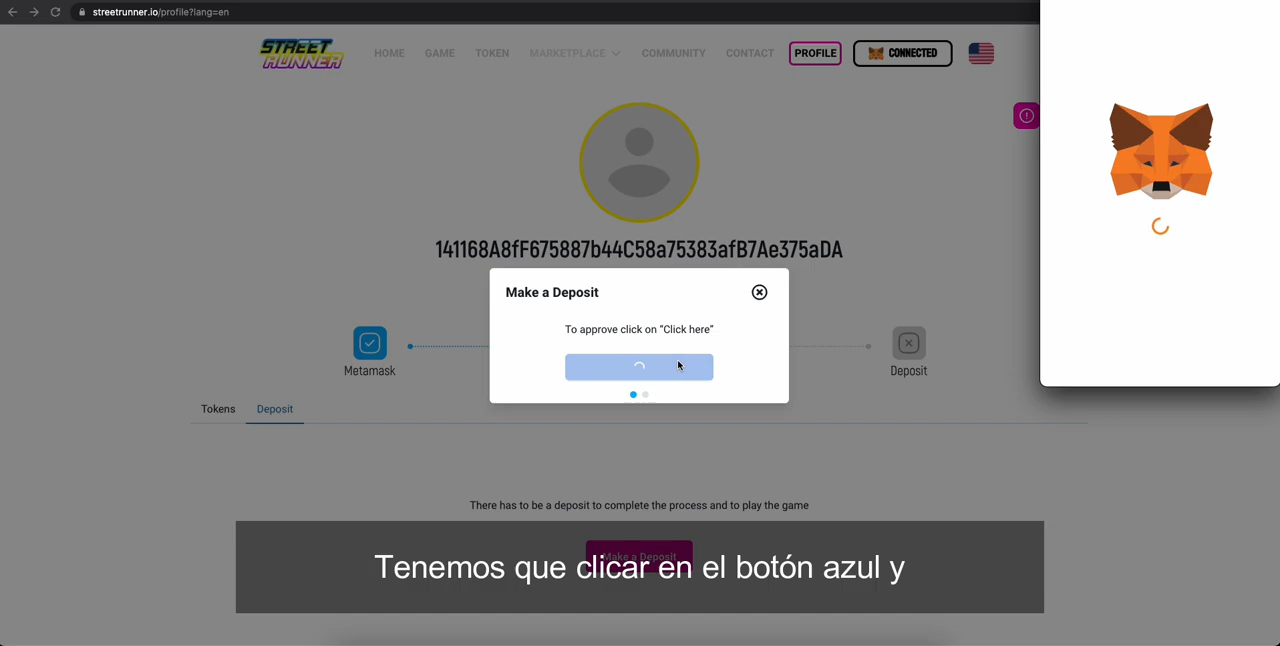 streetrunner.io/profile?lang=en
STREET
RUNNER
HOME
GAME
TOKEN
MARKETPLACE
COMMUNITY
CONTACT
PROFILE
CONNECTED
141168A8fF675887b44C58a75383afB7Ae375aDA
Make a Deposit
To approve click on “Click here”
Metamask
Deposit
Tokens
Deposit
There has to be a deposit to complete the process and to play the game
Make a Deposit
Tenemos que clicar en el botón azul y